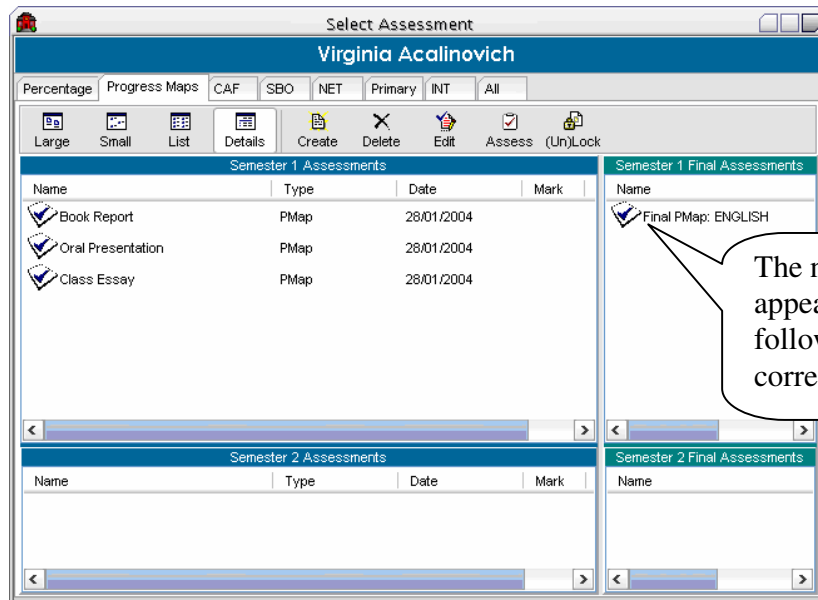 Select Assessment
Virginia Acalinovich
Percentage Progress Maps CAF SBO NET Primary INT All
Large Small List Details Create Delete Edit Assess (Un)Lock
Semester 1 Assessments
Name Type Date Mark
Book Report PMap 28/01/2004
Oral Presentation PMap 28/01/2004
Class Essay PMap 28/01/2004
Semester 1 Final Assessments
Name
Final PMap: ENGLISH
The
Semester 2 Assessments
Name Type Date Mark
Semester 2 Final Assessments
Name